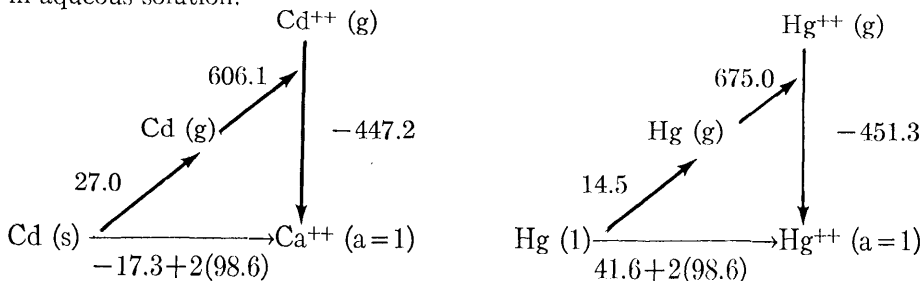 in aqueous solution.
Cd++ (g)
606.1
Cd (g)
−447.2
27.0
Cd (s)
Ca++ (a=1)
−17.3+2(98.6)
Hg++ (g)
675.0
Hg (g)
−451.3
14.5
Hg (l)
Hg++ (a=1)
41.6+2(98.6)